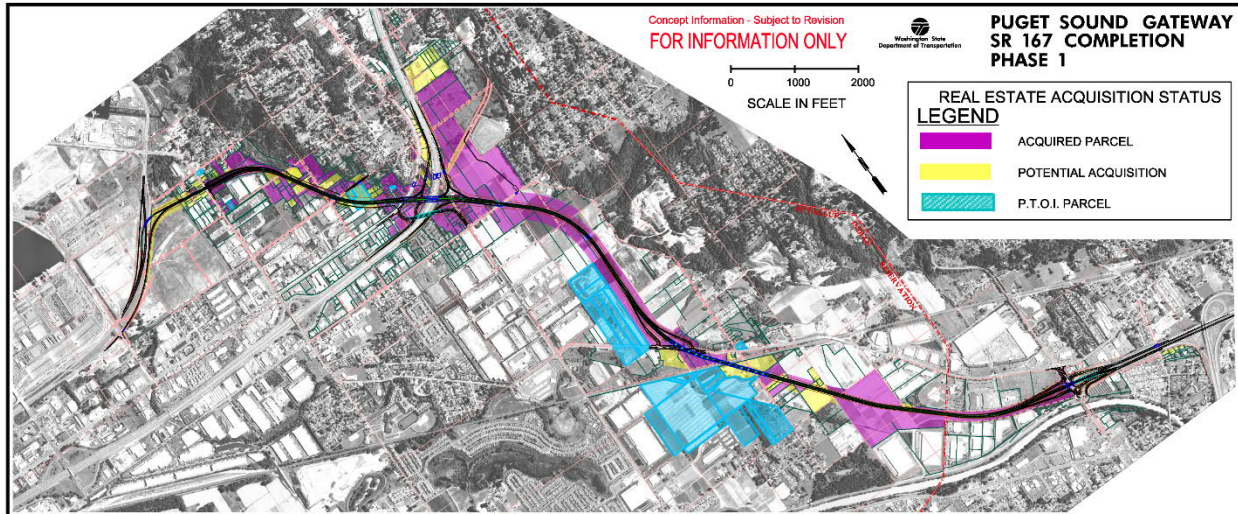 Concept Information - Subject to Revision
FOR INFORMATION ONLY
0 1000 2000
SCALE IN FEET
Washington State
Department of Transportation
PUGET SOUND GATEWAY
SR 167 COMPLETION
PHASE 1
REAL ESTATE ACQUISITION STATUS
LEGEND
ACQUIRED PARCEL
POTENTIAL ACQUISITION
P.T.O.I. PARCEL
RESERVATION